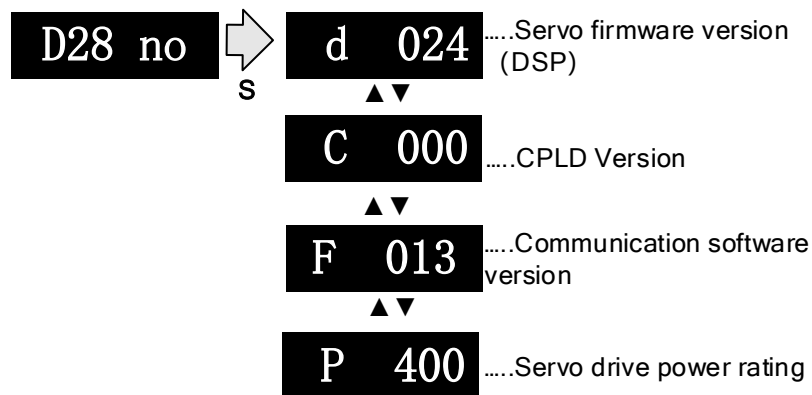 D28 no
d 024 .....Servo firmware version
(DSP)
S
▲▼
C 000 .....CPLD Version
▲▼
F 013 .....Communication software
version
▲▼
P 400 .....Servo drive power rating